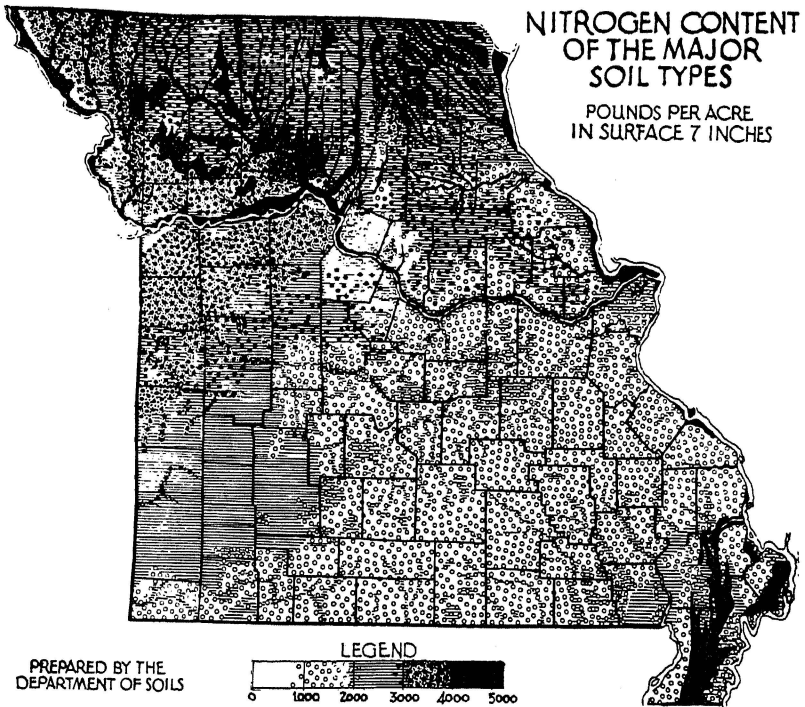 NITROGEN CONTENT
OF THE MAJOR
SOIL TYPES
POUNDS PER ACRE
IN SURFACE 7 INCHES
LEGEND
0 1000 2000 3000 4000 5000
PREPARED BY THE
DEPARTMENT OF SOILS